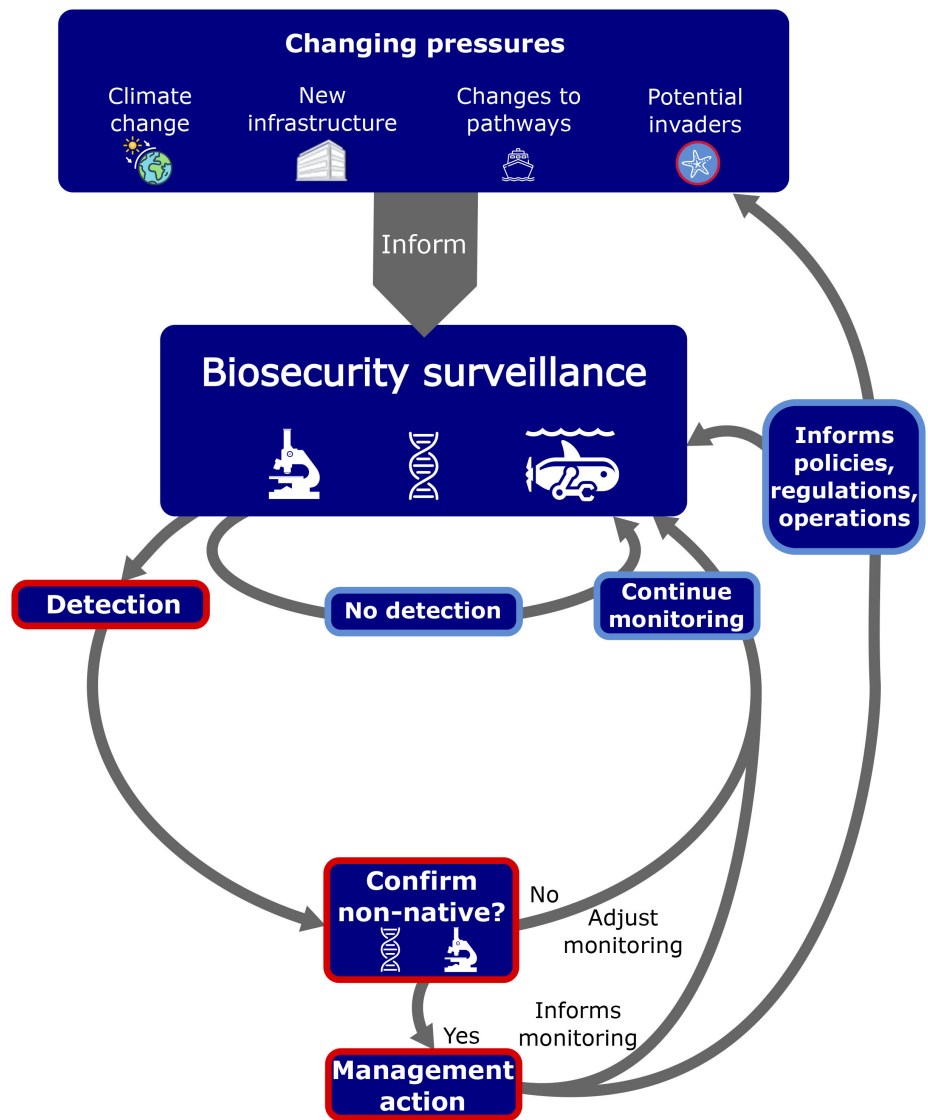 Changing pressures
Climate
change
New
infrastructure
Changes to
pathways
Potential
invaders
Inform
Biosecurity surveillance
Informs
policies,
regulations,
operations
Detection
No detection
Continue
monitoring
Confirm
non-native?
No
Adjust
monitoring
Yes
Informs
monitoring
Management
action